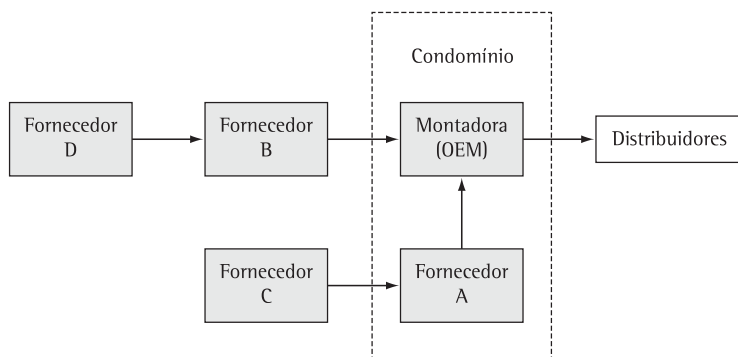 Condomínio
Fornecedor
D
Fornecedor
B
Montadora
(OEM)
Distribuidores
Fornecedor
C
Fornecedor
A